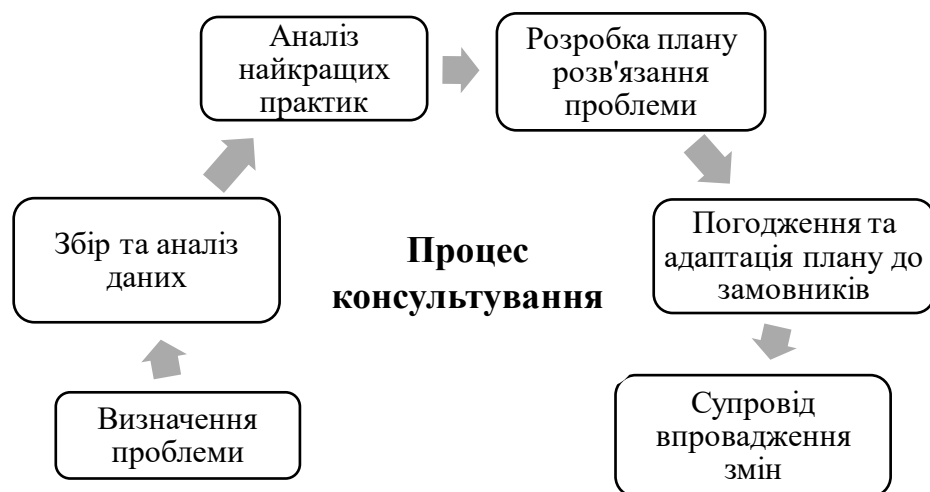 Аналіз
найкращих
практик
Розробка плану
розв'язання
проблеми
Збір та аналіз
даних
Процес
консультування
Погодження та
адаптація плану до
замовників
Визначення
проблеми
Супровід
впровадження
змін